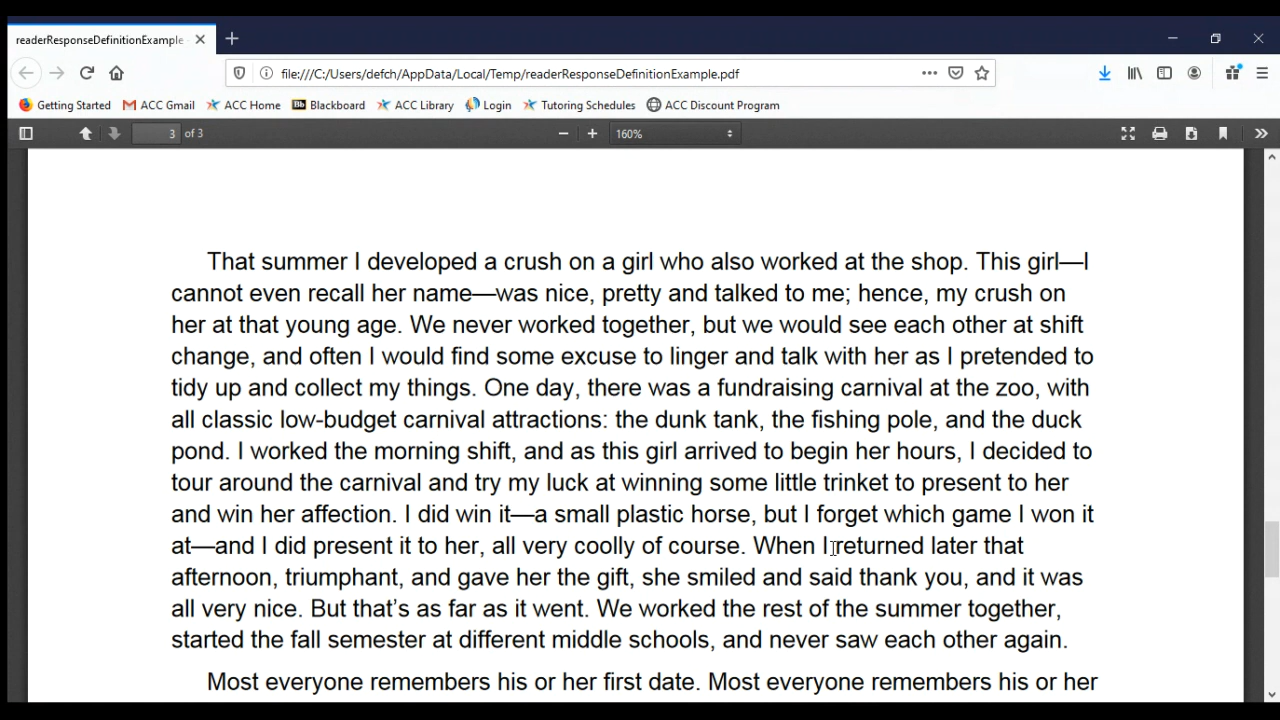 readerResponseDefinitionExample
file:///C:/Users/defch/AppData/Local/Temp/readerResponseDefinitionExample.pdf
Getting Started ACC Gmail ACC Home Bb Blackboard ACC Library Login Tutoring Schedules ACC Discount Program
3 of 3 160%
That summer I developed a crush on a girl who also worked at the shop. This girl—I
cannot even recall her name—was nice, pretty and talked to me; hence, my crush on
her at that young age. We never worked together, but we would see each other at shift
change, and often I would find some excuse to linger and talk with her as I pretended to
tidy up and collect my things. One day, there was a fundraising carnival at the zoo, with
all classic low-budget carnival attractions: the dunk tank, the fishing pole, and the duck
pond. I worked the morning shift, and as this girl arrived to begin her hours, I decided to
tour around the carnival and try my luck at winning some little trinket to present to her
and win her affection. I did win it—a small plastic horse, but I forget which game I won it
at—and I did present it to her, all very coolly of course. When I returned later that
afternoon, triumphant, and gave her the gift, she smiled and said thank you, and it was
all very nice. But that’s as far as it went. We worked the rest of the summer together,
started the fall semester at different middle schools, and never saw each other again.
Most everyone remembers his or her first date. Most everyone remembers his or her